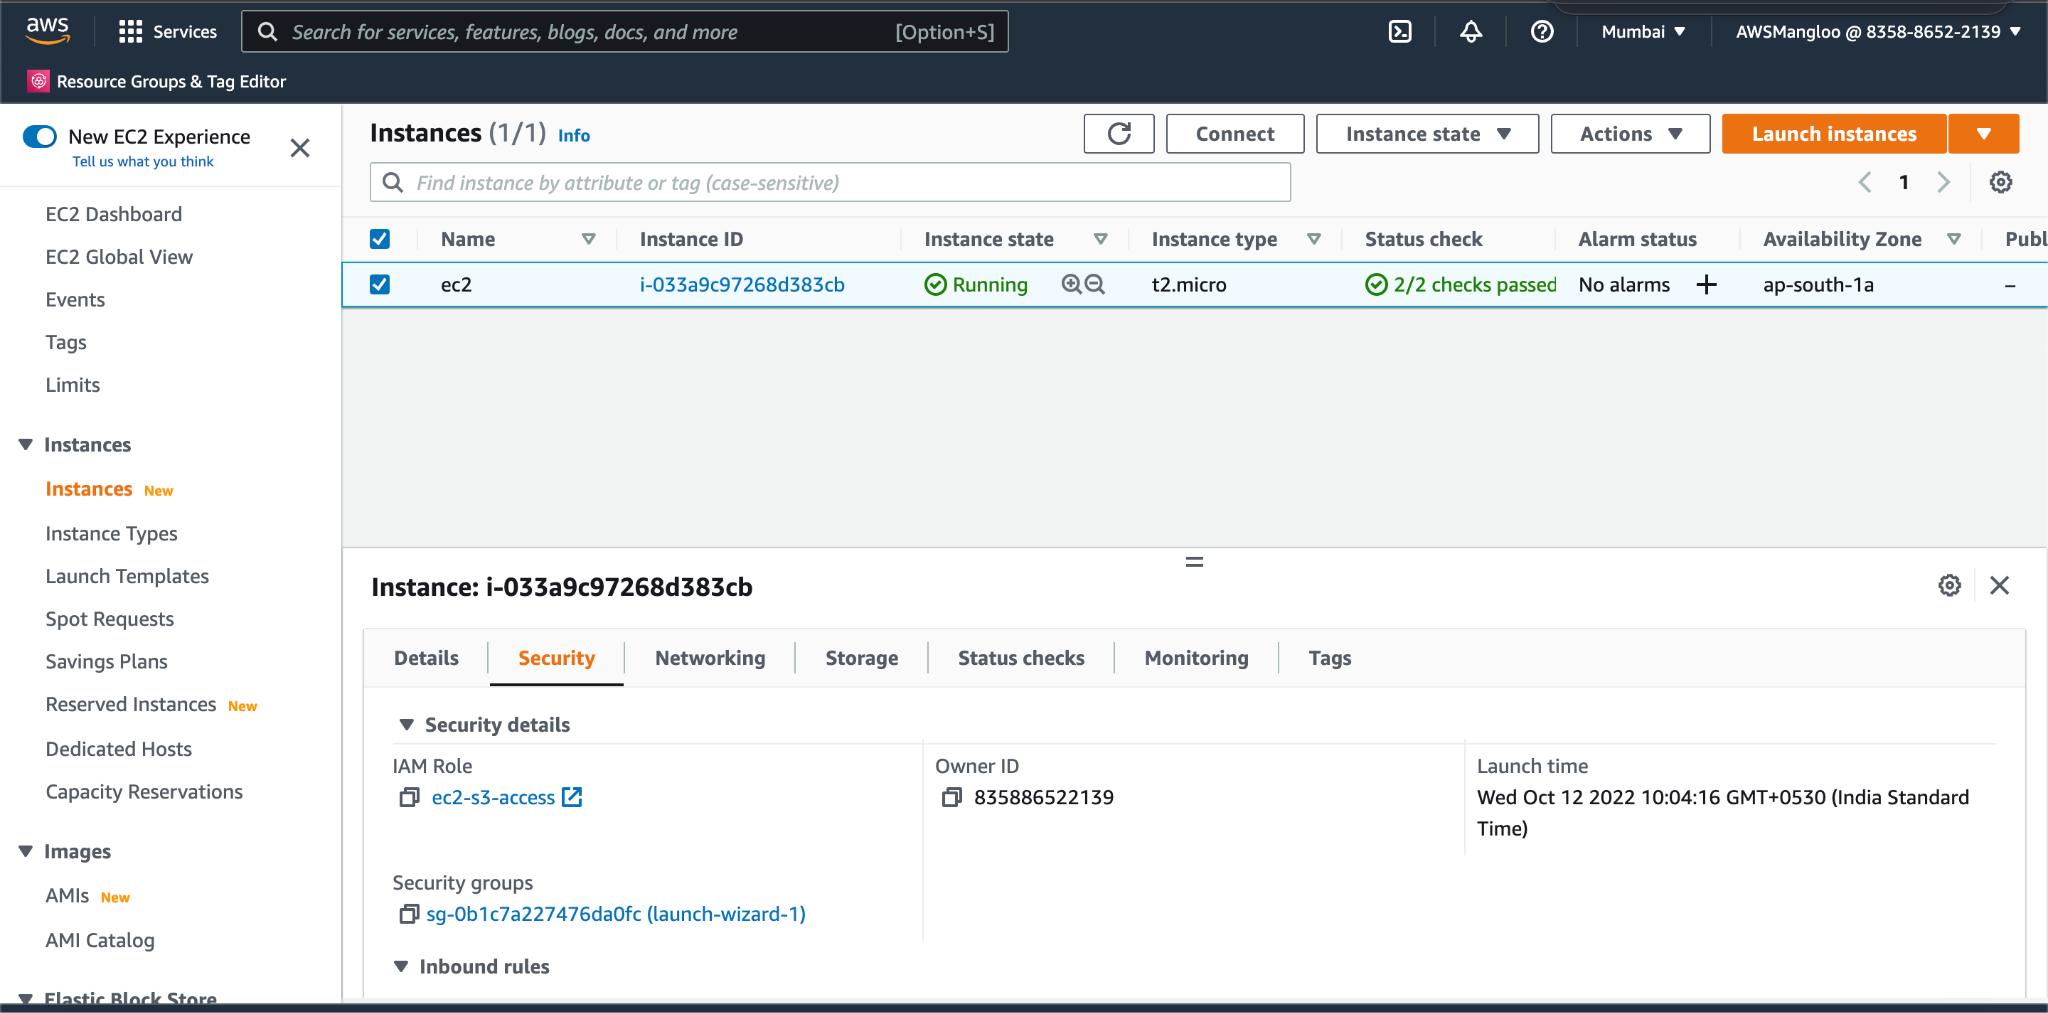 aws
Services
Search for services, features, blogs, docs, and more [Option+S]
Mumbai
AWSMangloo @ 8358-8652-2139
Resource Groups & Tag Editor
New EC2 Experience
Tell us what you think
EC2 Dashboard
EC2 Global View
Events
Tags
Limits
Instances
Instances New
Instance Types
Launch Templates
Spot Requests
Savings Plans
Reserved Instances New
Dedicated Hosts
Capacity Reservations
Images
AMIs New
AMI Catalog
Elastic Block Store
Instances (1/1) Info
Connect
Instance state
Actions
Launch instances
Find instance by attribute or tag (case-sensitive)
1
Name Instance ID Instance state Instance type Status check Alarm status Availability Zone Publ
ec2 i-033a9c97268d383cb Running t2.micro 2/2 checks passed No alarms + ap-south-1a –
Instance: i-033a9c97268d383cb
Details Security Networking Storage Status checks Monitoring Tags
Security details
IAM Role
ec2-s3-access
Owner ID
835886522139
Launch time
Wed Oct 12 2022 10:04:16 GMT+0530 (India Standard
Time)
Security groups
sg-0b1c7a227476da0fc (launch-wizard-1)
Inbound rules